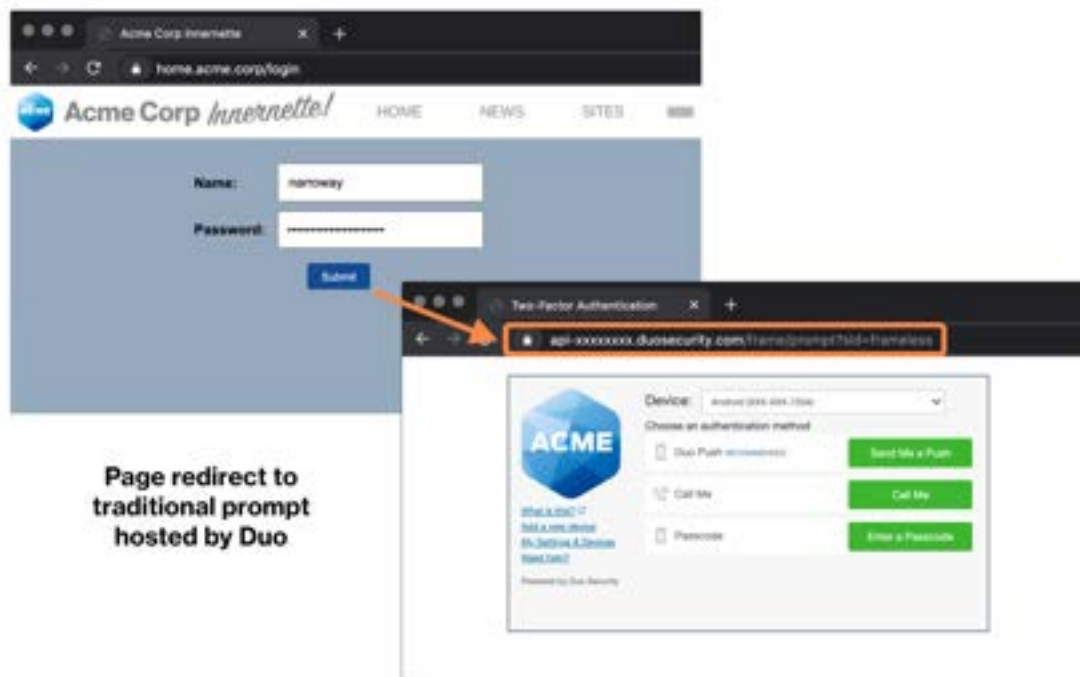 Acme Corp Innernette
home.acme.corp/login
ACME
Acme Corp Innernette!
HOME
NEWS
SITES
Name:
narroway
Password:
Submit
Two-Factor Authentication
api-xxxxxxxx.duosecurity.com/frame/prompt?sid=frameless
ACME
Device:
Android
Choose an authentication method
Duo Push
Send Me a Push
Call Me
Call Me
Passcode
Enter a Passcode
What is this?
Add a new device
My Settings & Devices
Need help?
Powered by Duo Security
Page redirect to
traditional prompt
hosted by Duo